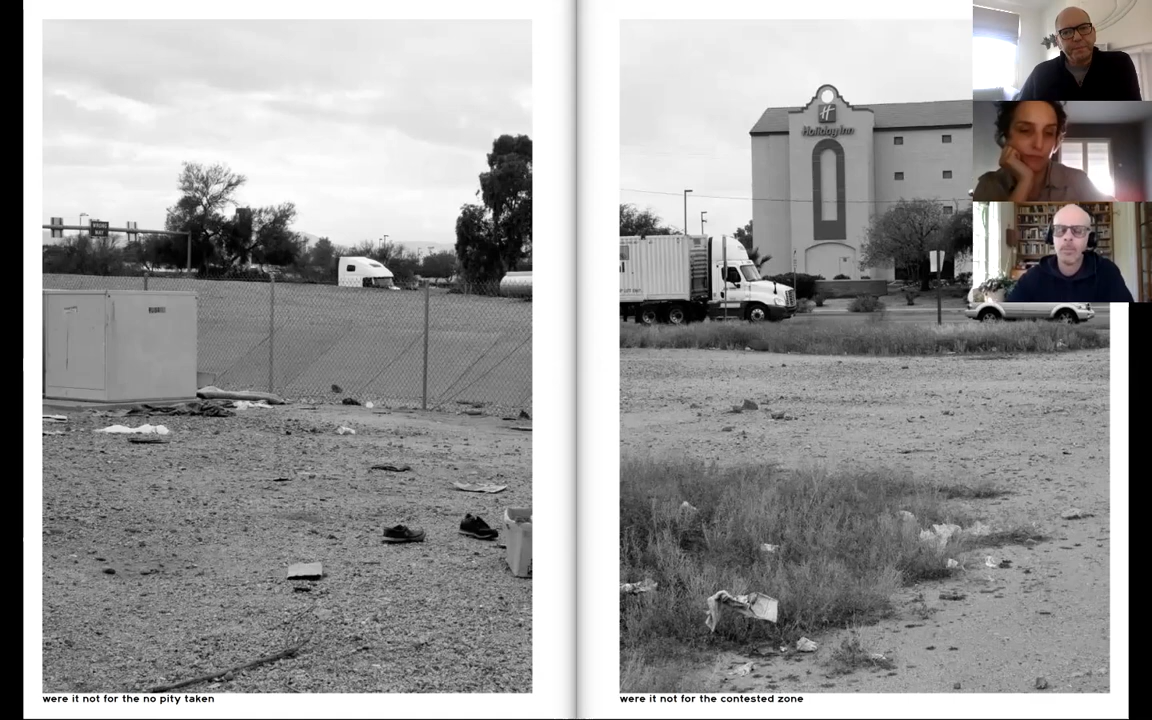 Holiday Inn
were it not for the no pity taken
were it not for the contested zone